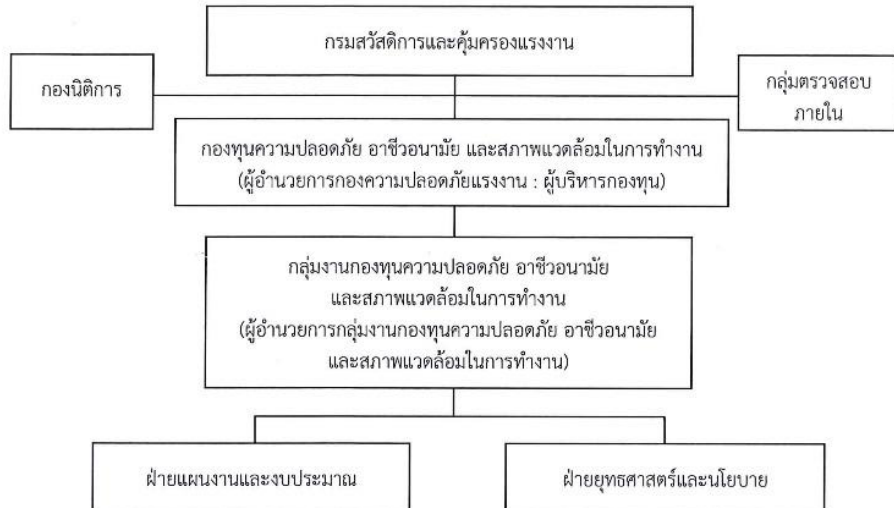 กรมสวัสดิการและคุ้มครองแรงงาน
กองนิติการ
กลุ่มตรวจสอบ
ภายใน
กองทุนความปลอดภัย อาชีวอนามัย และสภาพแวดล้อมในการทำงาน
(ผู้อำนวยการกองความปลอดภัยแรงงาน : ผู้บริหารกองทุน)
กลุ่มงานกองทุนความปลอดภัย อาชีวอนามัย
และสภาพแวดล้อมในการทำงาน
(ผู้อำนวยการกลุ่มงานกองทุนความปลอดภัย อาชีวอนามัย
และสภาพแวดล้อมในการทำงาน)
ฝ่ายแผนงานและงบประมาณ
ฝ่ายยุทธศาสตร์และนโยบาย